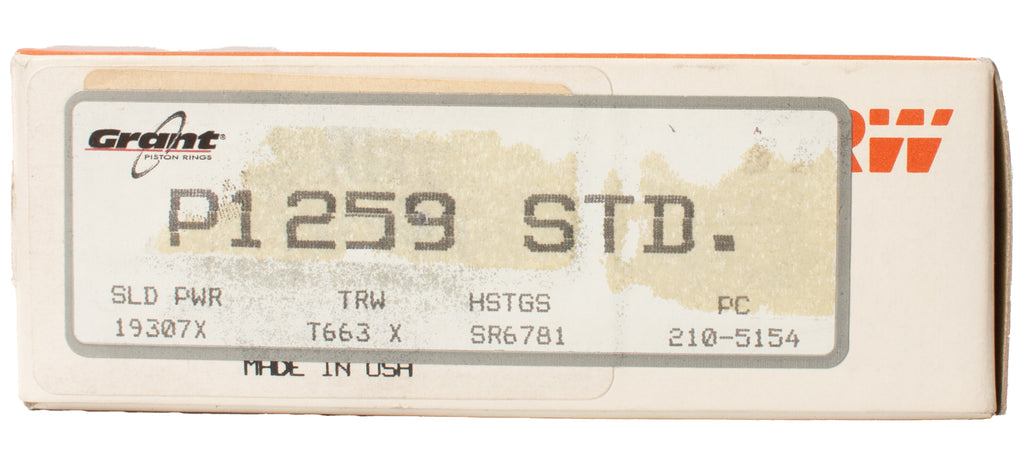 Grant®
PISTON RINGS
RW
P1259 STD.
SLD PWR TRW HSTGS PC
19307X T663 X SR6781 210-5154
MADE IN USA